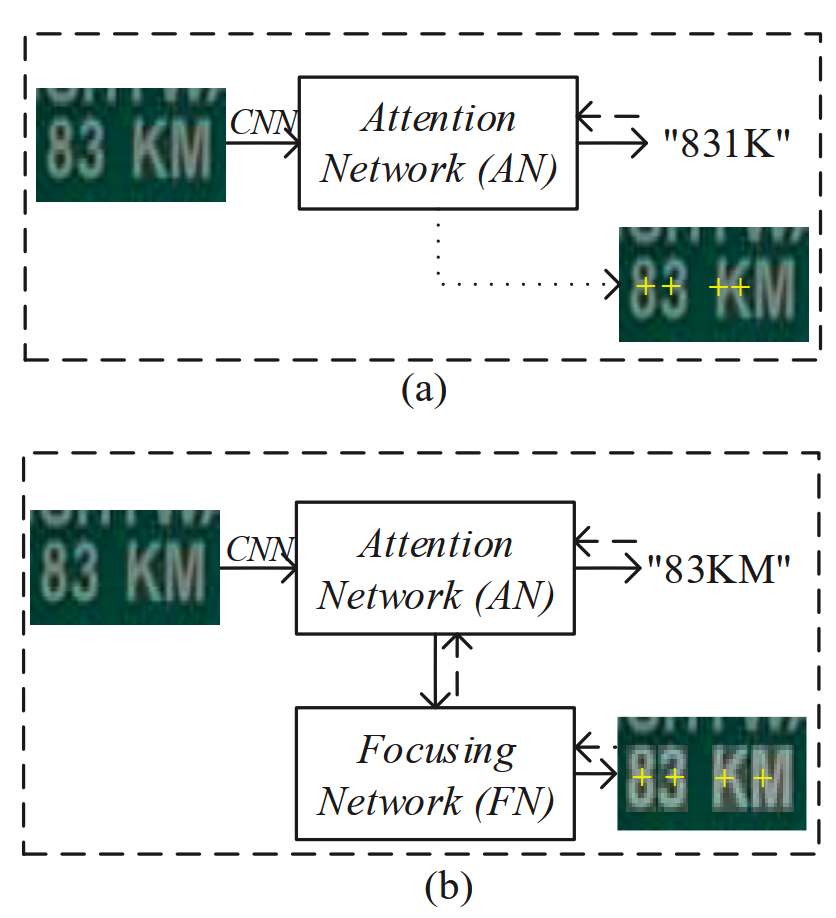 83 KM
CNN
Attention
Network (AN)
"831K"
83 KM
(a)
83 KM
CNN
Attention
Network (AN)
"83KM"
Focusing
Network (FN)
83 KM
(b)